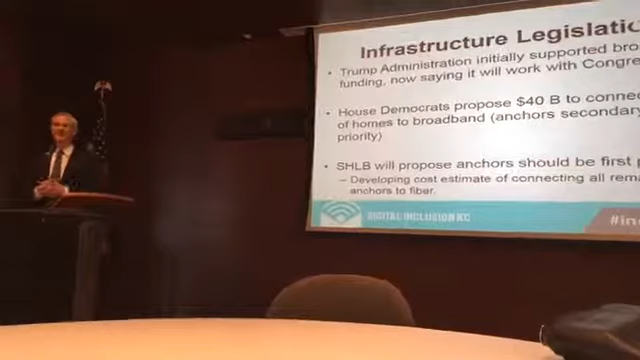 Infrastructure Legislati
• Trump Administration initially supported bro
funding, now saying it will work with Congre
• House Democrats propose $40 B to connec
of homes to broadband (anchors secondary
priority)
• SHLB will propose anchors should be first p
– Developing cost estimate of connecting all rema
anchors to fiber.
DIGITAL INCLUSION KC
#in